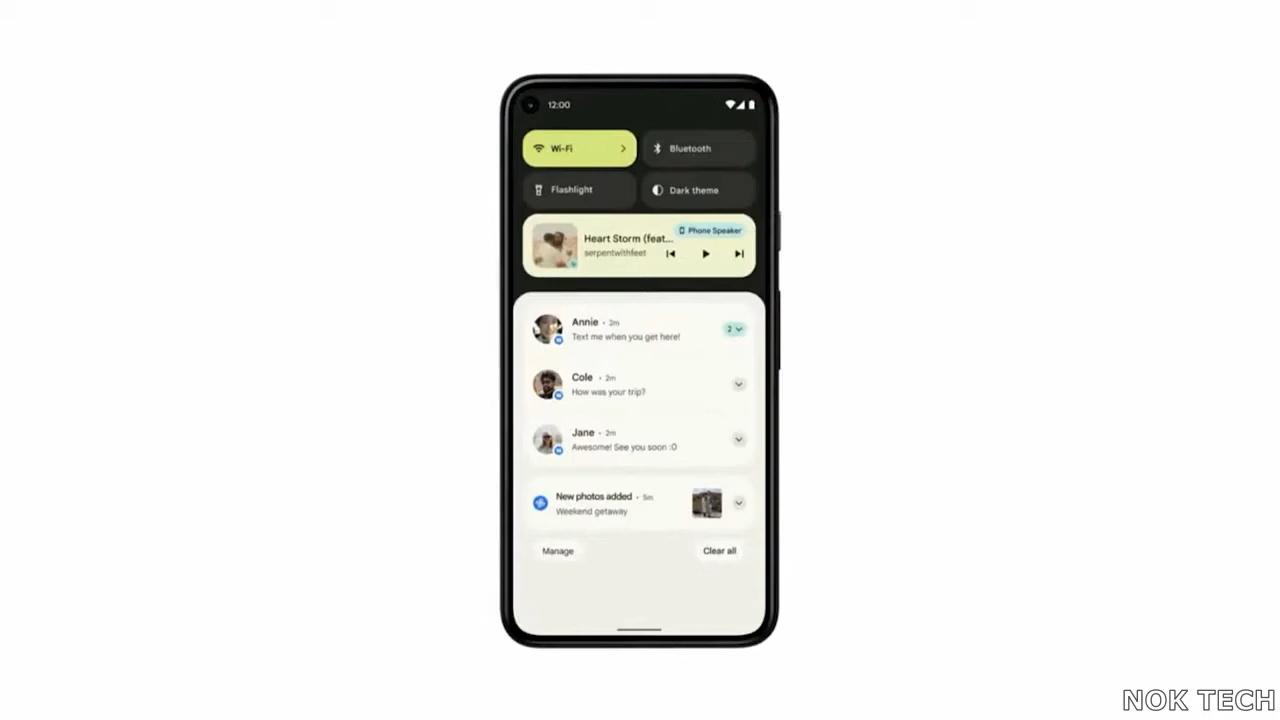 12:00
Wi-Fi
Bluetooth
Flashlight
Dark theme
Phone Speaker
Heart Storm (feat...
serpentwithfeet
Annie • 2m
Text me when you get here!
2
Cole • 2m
How was your trip?
Jane • 2m
Awesome! See you soon :O
New photos added • 5m
Weekend getaway
Manage
Clear all
NOK TECH